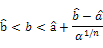 b̂ < b < â + (b̂ − â) / α^(1/n)